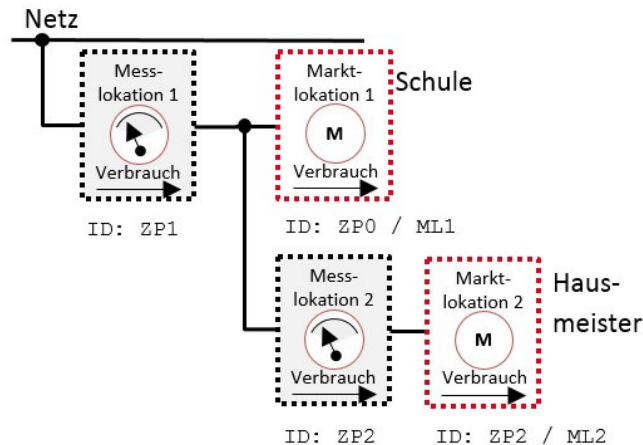 Netz
Mess-
lokation 1
Verbrauch
ID: ZP1
Markt-
lokation 1
M
Verbrauch
Schule
ID: ZP0 / ML1
Mess-
lokation 2
Verbrauch
ID: ZP2
Markt-
lokation 2
M
Verbrauch
Haus-
meister
ID: ZP2 / ML2